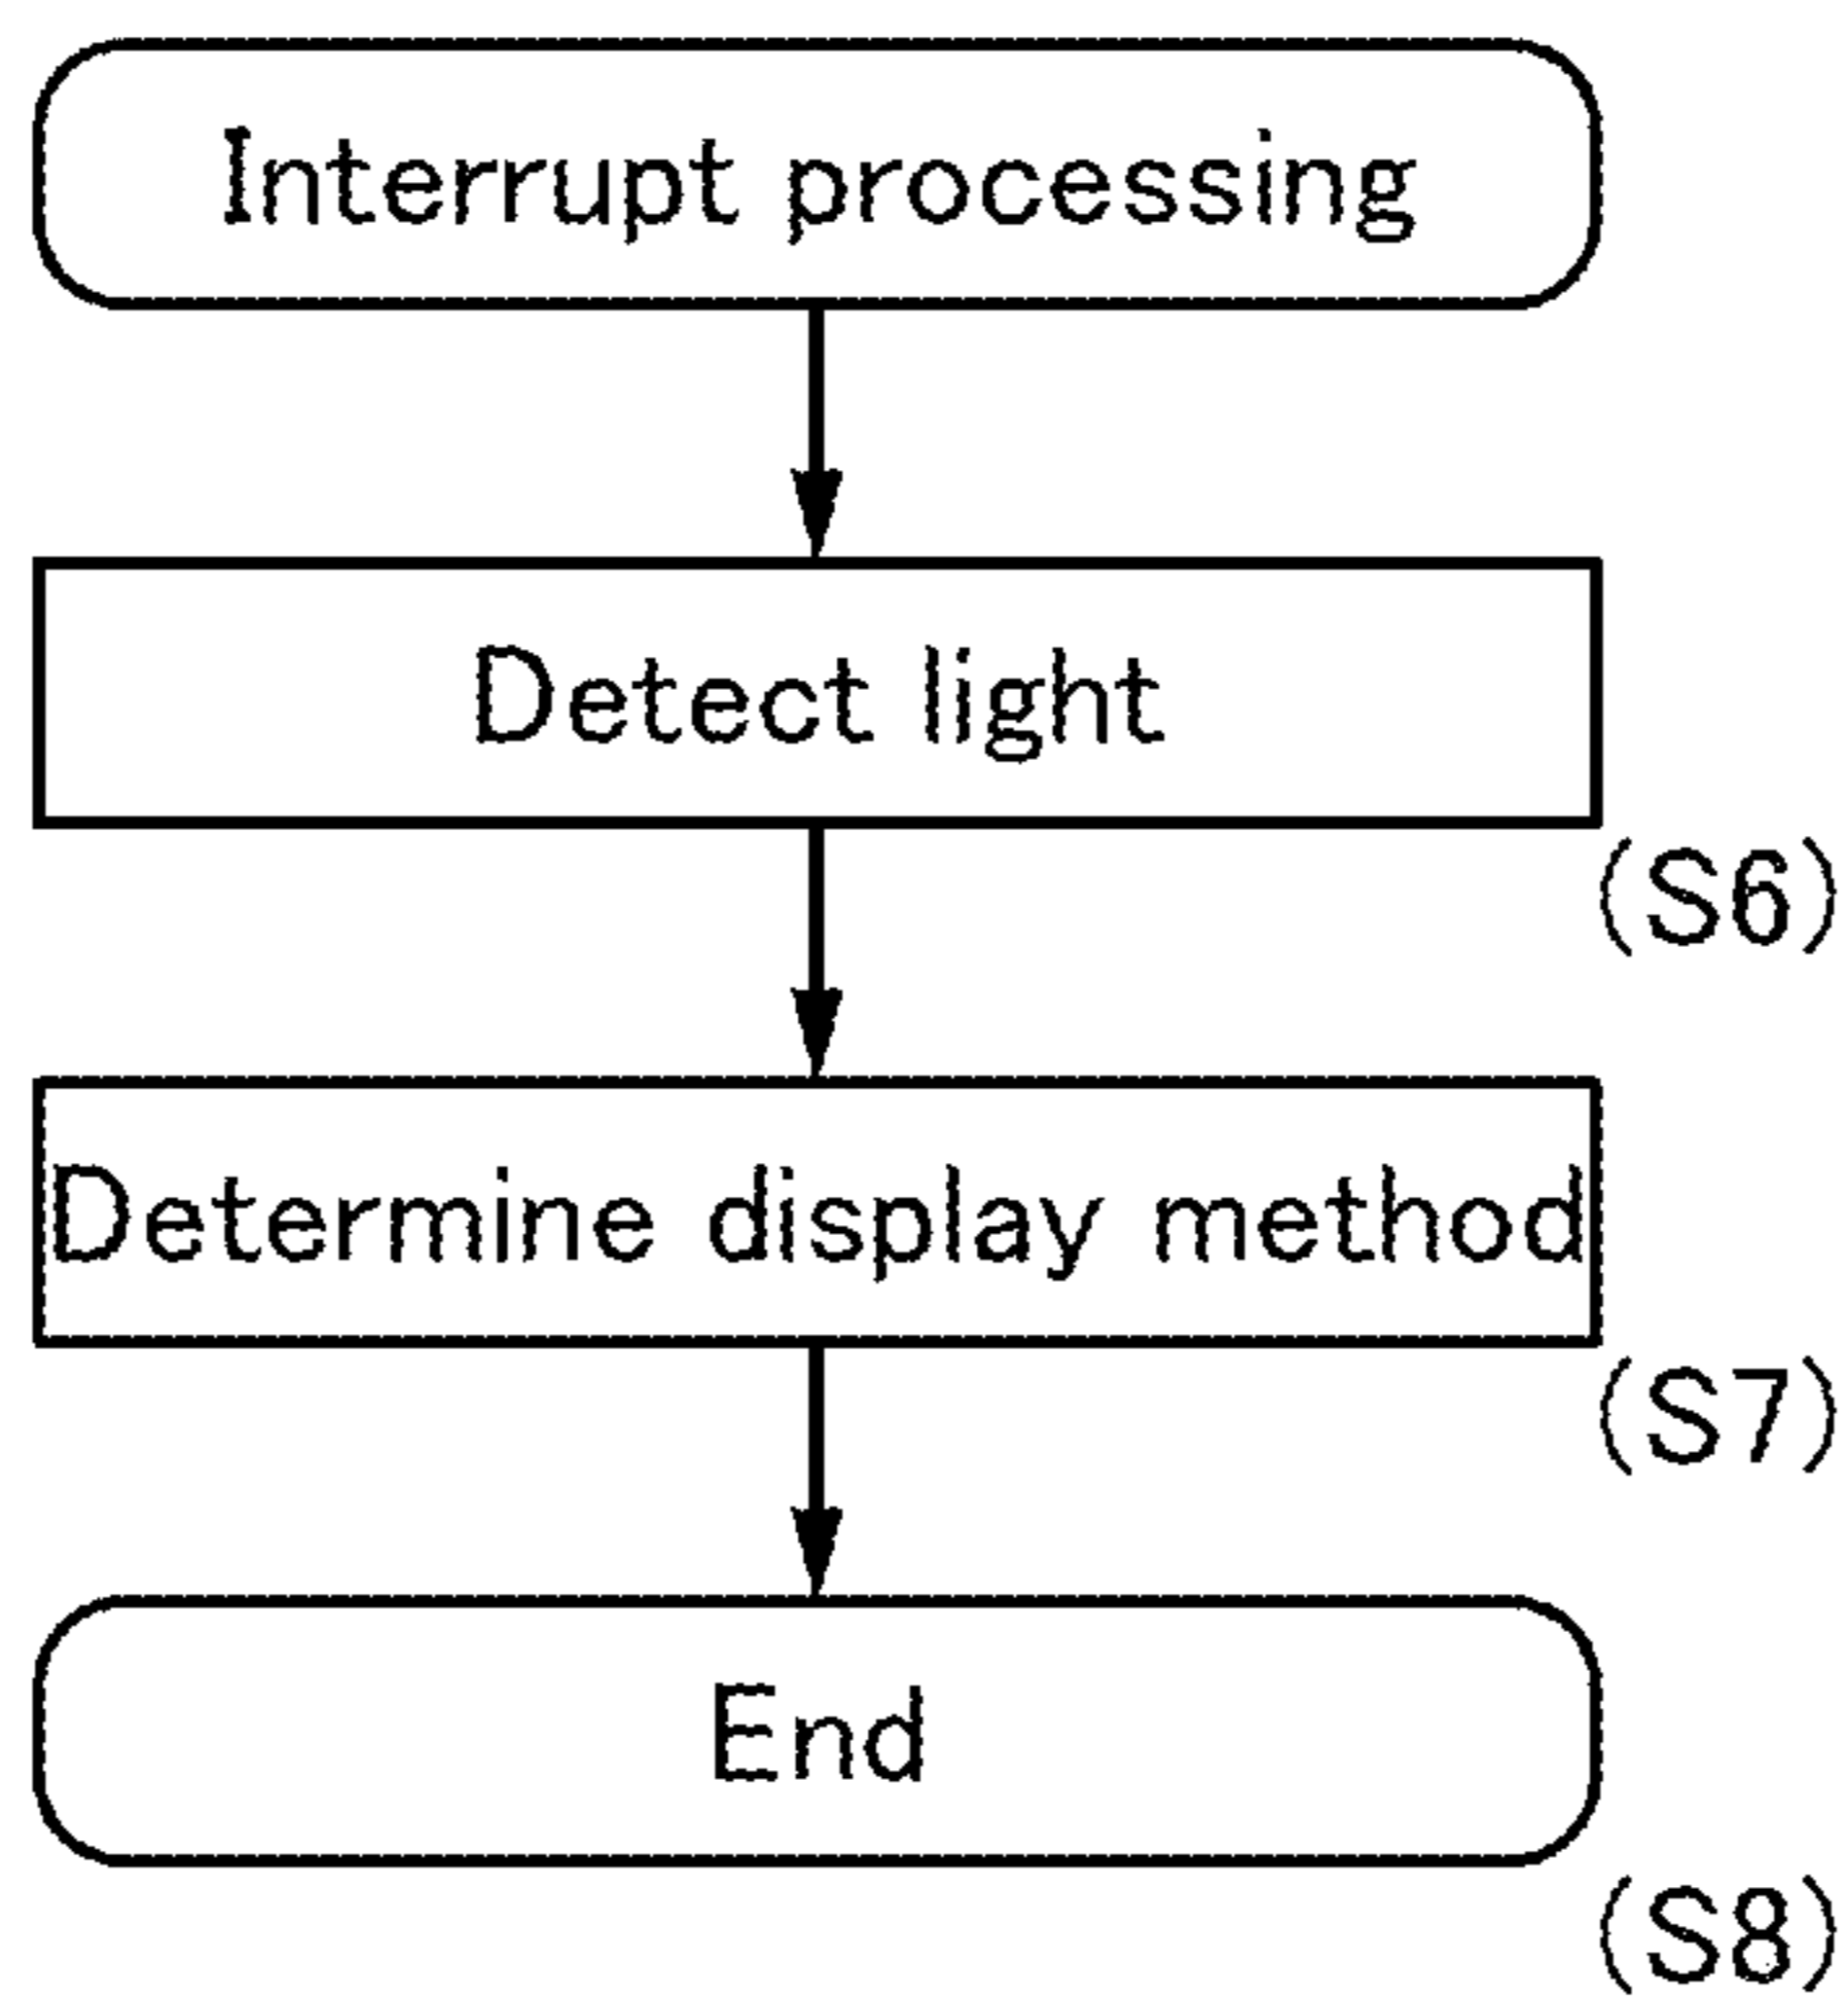 Interrupt processing
Detect light
(S6)
Determine display method
(S7)
End
(S8)